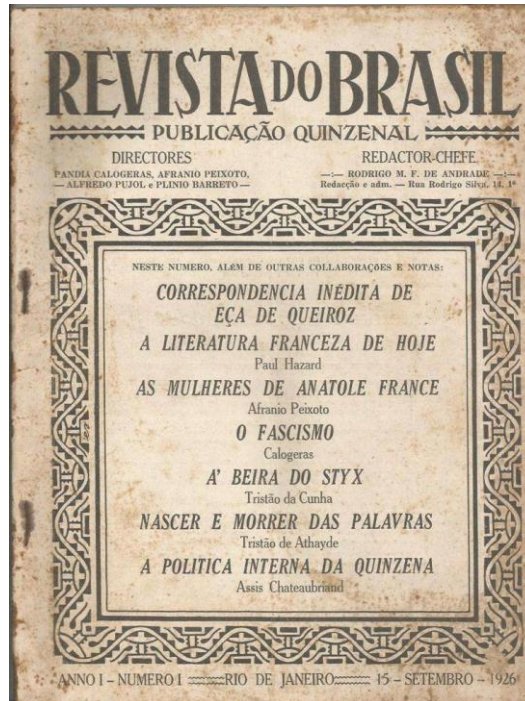 REVISTA DO BRASIL
PUBLICAÇÃO QUINZENAL
DIRECTORES
PANDIA CALOGERAS, AFRANIO PEIXOTO,
— ALFREDO PUJOL e PLINIO BARRETO —
REDACTOR-CHEFE
—:— RODRIGO M. F. DE ANDRADE —:—
Redacção e adm. — Rua Rodrigo Silva, 14, 1º
NESTE NUMERO, ALÉM DE OUTRAS COLLABORAÇÕES E NOTAS:
CORRESPONDENCIA INÉDITA DE
EÇA DE QUEIROZ
A LITERATURA FRANCEZA DE HOJE
Paul Hazard
AS MULHERES DE ANATOLE FRANCE
Afranio Peixoto
O FASCISMO
Calogeras
A' BEIRA DO STYX
Tristão da Cunha
NASCER E MORRER DAS PALAVRAS
Tristão de Athayde
A POLITICA INTERNA DA QUINZENA
Assis Chateaubriand
ANNO I - NUMERO 1 RIO DE JANEIRO 15 - SETEMBRO - 1926